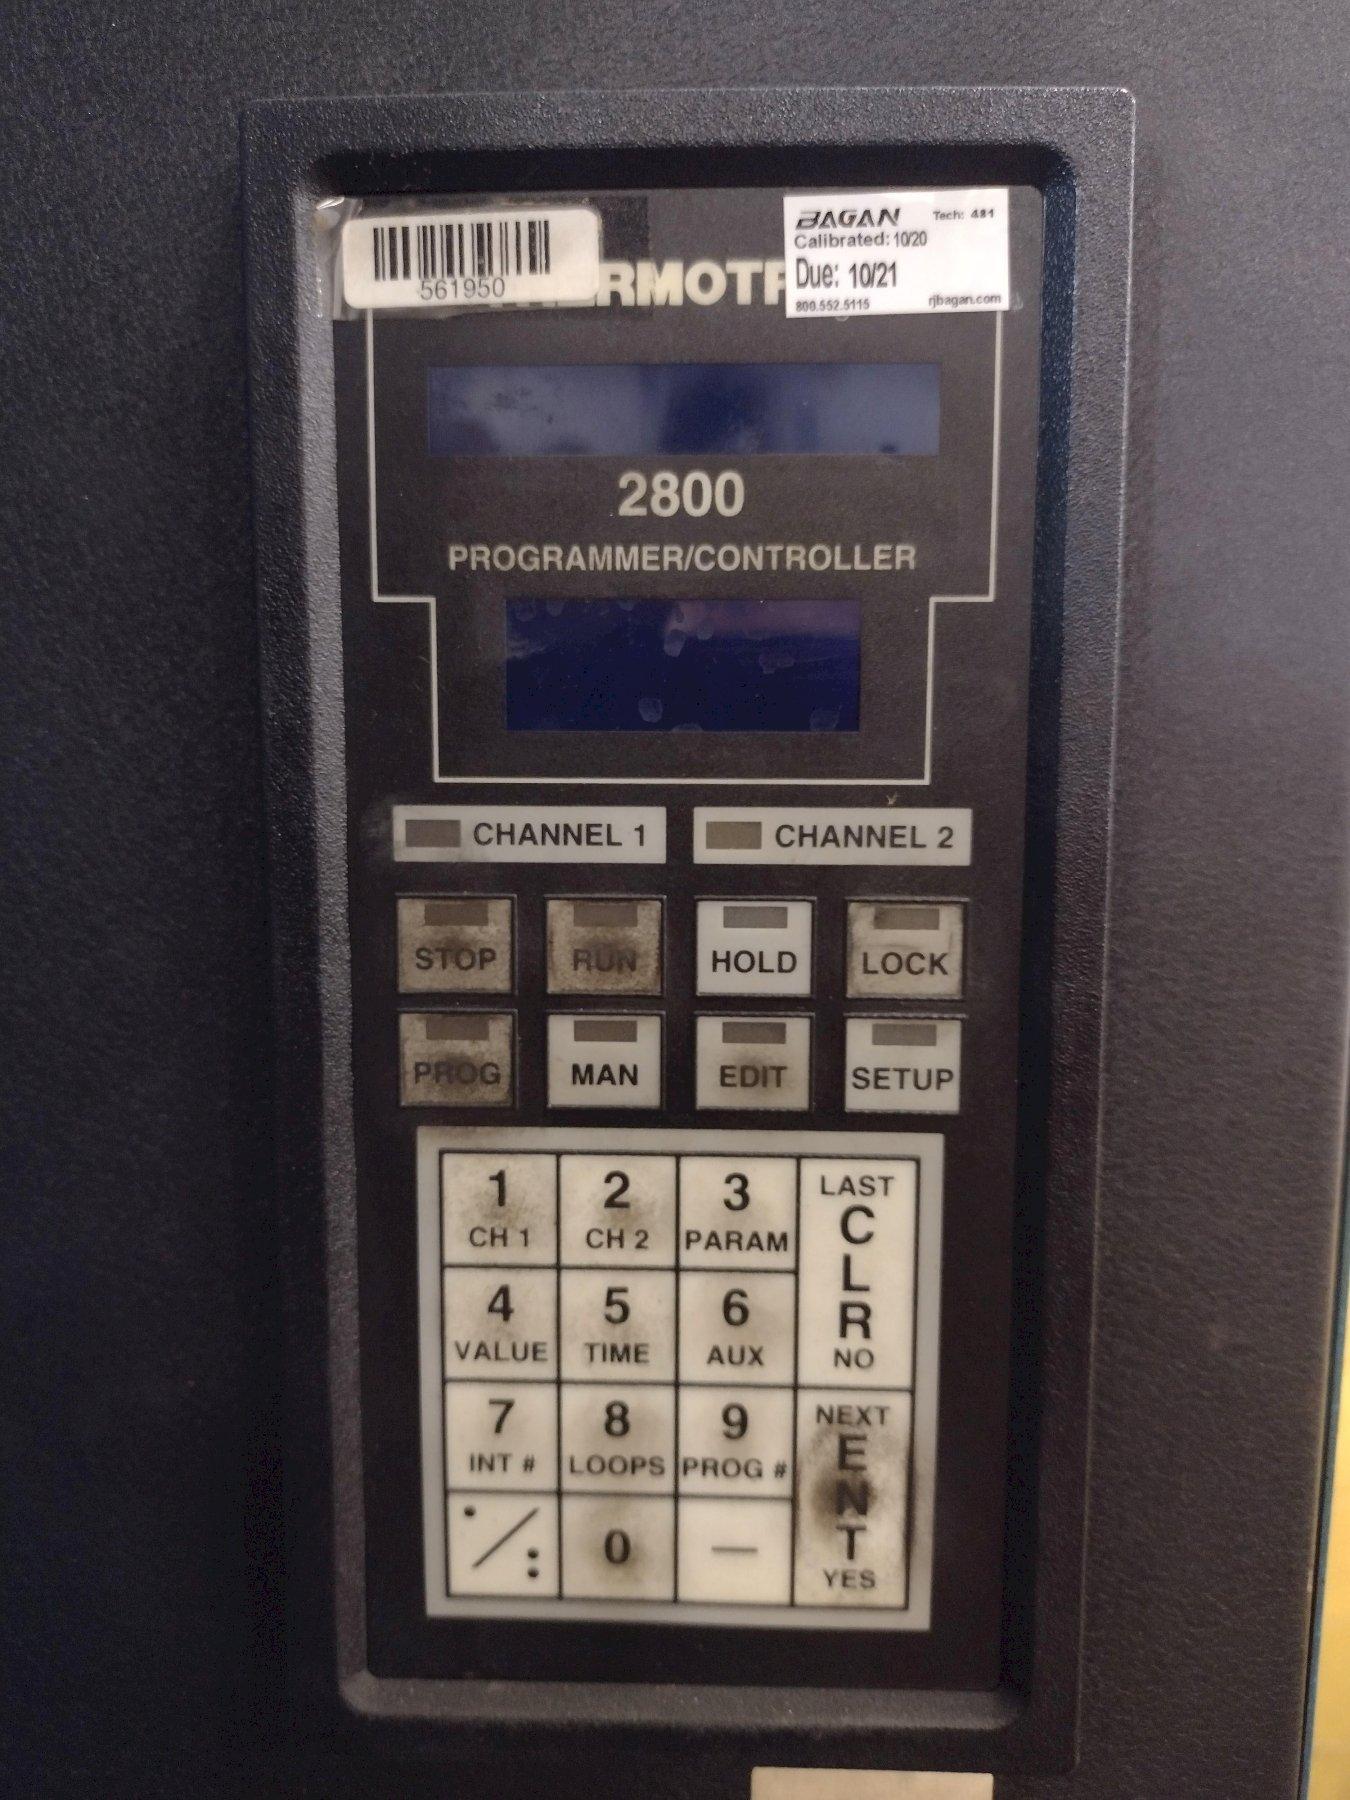 561950
BAGAN Tech: 481
Calibrated: 10/20
Due: 10/21
800.552.5115 rjbagan.com
2800
PROGRAMMER/CONTROLLER
CHANNEL 1 CHANNEL 2
STOP RUN HOLD LOCK
PROG MAN EDIT SETUP
1 2 3 LAST
CH 1 CH 2 PARAM CLR
4 5 6
VALUE TIME AUX NO
7 8 9 NEXT
INT # LOOPS PROG # ENT
. / : 0 — YES